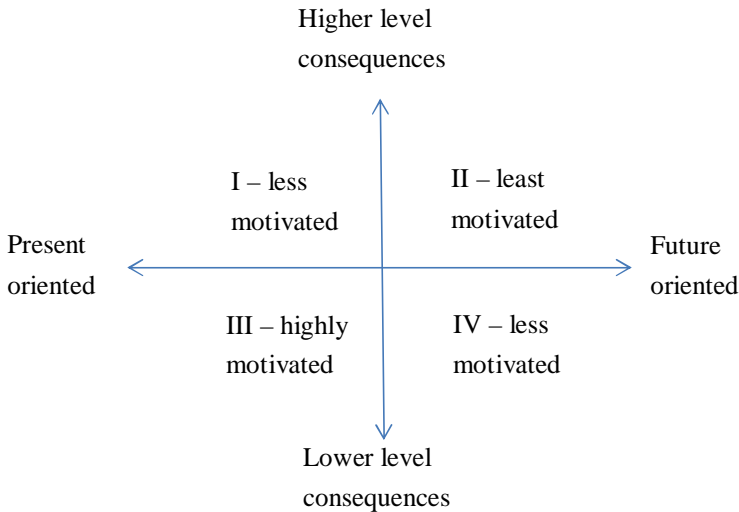 Higher level
consequences
I – less
motivated
II – least
motivated
Present
oriented
Future
oriented
III – highly
motivated
IV – less
motivated
Lower level
consequences